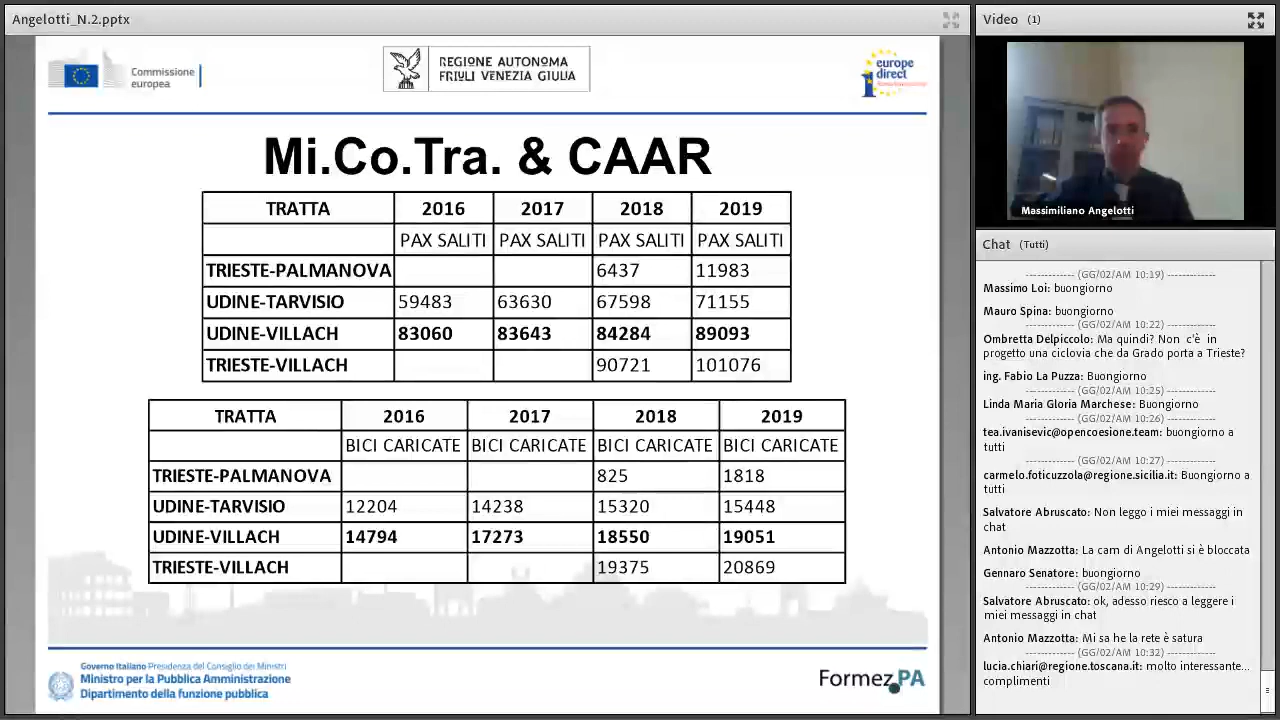 Angelotti_N.2.pptx
Commissione
europea
REGIONE AUTONOMA
FRIULI VENEZIA GIULIA
europe
direct
Mi.Co.Tra. & CAAR
TRATTA 2016 2017 2018 2019
PAX SALITI PAX SALITI PAX SALITI PAX SALITI
TRIESTE-PALMANOVA 6437 11983
UDINE-TARVISIO 59483 63630 67598 71155
UDINE-VILLACH 83060 83643 84284 89093
TRIESTE-VILLACH 90721 101076
TRATTA 2016 2017 2018 2019
BICI CARICATE BICI CARICATE BICI CARICATE BICI CARICATE
TRIESTE-PALMANOVA 825 1818
UDINE-TARVISIO 12204 14238 15320 15448
UDINE-VILLACH 14794 17273 18550 19051
TRIESTE-VILLACH 19375 20869
Governo Italiano Presidenza del Consiglio dei Ministri
Ministro per la Pubblica Amministrazione
Dipartimento della funzione pubblica
Formez.PA
Video (1)
Massimiliano Angelotti
Chat (Tutti)
------------- (GG/02/AM 10:19) -------------
Massimo Loi: buongiorno
Mauro Spina: buongiorno
------------- (GG/02/AM 10:22) -------------
Ombretta Delpiccolo: Ma quindi? Non c'è in
progetto una ciclovia che da Grado porta a Trieste?
ing. Fabio La Puzza: Buongiorno
------------- (GG/02/AM 10:25) -------------
Linda Maria Gloria Marchese: Buongiorno
------------- (GG/02/AM 10:26) -------------
tea.ivanisevic@opencoesione.team: buongiorno a
tutti
------------- (GG/02/AM 10:27) -------------
carmelo.foticuzzola@regione.sicilia.it: Buongiorno a
tutti
Salvatore Abruscato: Non leggo i miei messaggi in
chat
Antonio Mazzotta: La cam di Angelotti si è bloccata
Gennaro Senatore: buongiorno
------------- (GG/02/AM 10:29) -------------
Salvatore Abruscato: ok, adesso riesco a leggere i
miei messaggi in chat
Antonio Mazzotta: Mi sa he la rete è satura
------------- (GG/02/AM 10:32) -------------
lucia.chiari@regione.toscana.it: molto interessante...
complimenti